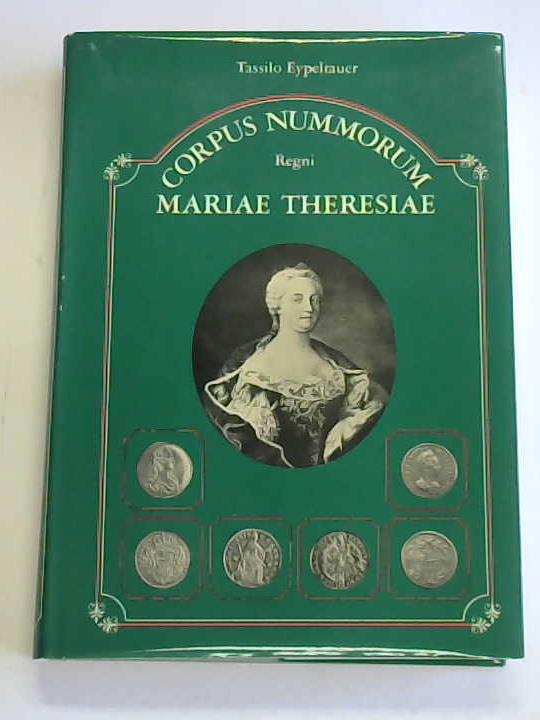 Tassilo Eypeltauer
CORPUS NUMMORUM
Regni
MARIAE THERESIAE